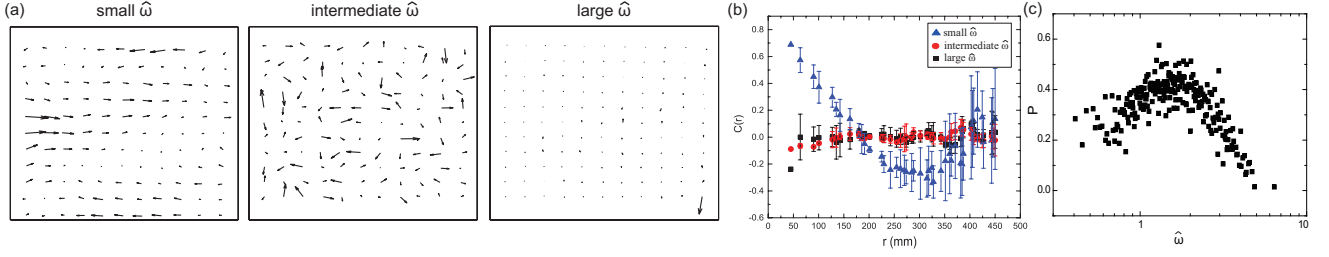 (a) small ω̂ intermediate ω̂ large ω̂
(b)
0.8
0.6
0.4
0.2
0.0
-0.2
-0.4
-0.6
C(r)
small ω̂
intermediate ω̂
large ω̂
0 50 100 150 200 250 300 350 400 450 500
r (mm)
(c)
0.6
0.4
0.2
0.0
P
1 10
ω̂